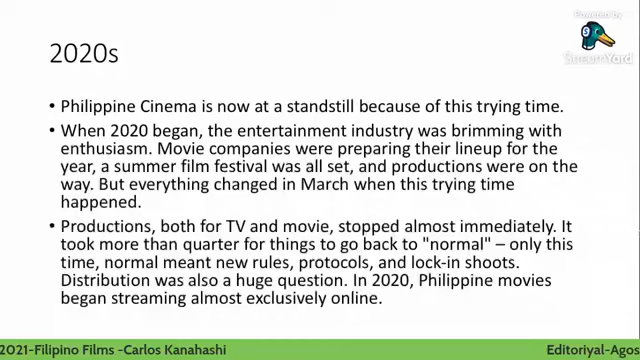 Powered by
StreamYard
2020s
• Philippine Cinema is now at a standstill because of this trying time.
• When 2020 began, the entertainment industry was brimming with
enthusiasm. Movie companies were preparing their lineup for the
year, a summer film festival was all set, and productions were on the
way. But everything changed in March when this trying time
happened.
• Productions, both for TV and movie, stopped almost immediately. It
took more than quarter for things to go back to "normal" – only this
time, normal meant new rules, protocols, and lock-in shoots.
Distribution was also a huge question. In 2020, Philippine movies
began streaming almost exclusively online.
2021-Filipino Films -Carlos Kanahashi
Editoriyal-Agos